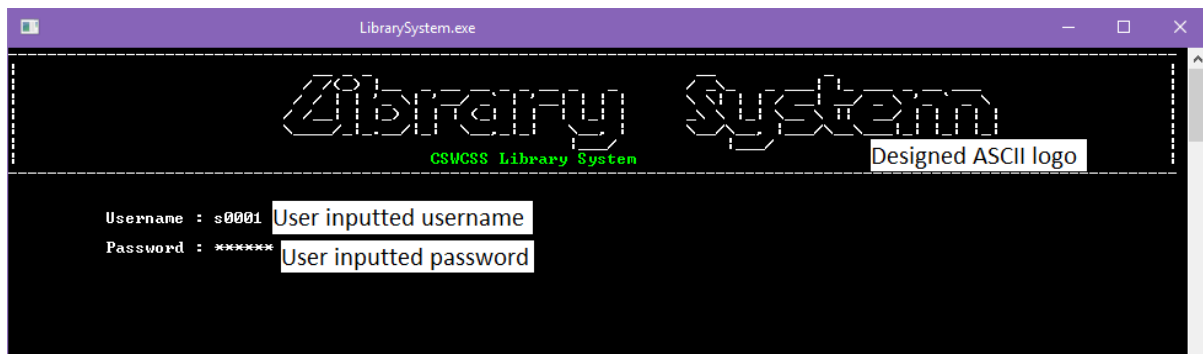 LibrarySystem.exe
Library System
CSWCSS Library System
Designed ASCII logo
Username : s0001 User inputted username
Password : ****** User inputted password